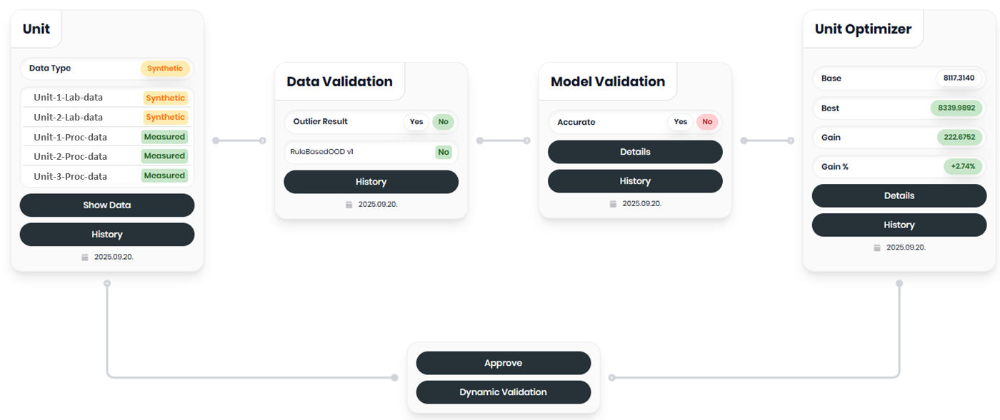 Unit
Data Type Synthetic
Unit-1-Lab-data Synthetic
Unit-2-Lab-data Synthetic
Unit-1-Proc-data Measured
Unit-2-Proc-data Measured
Unit-3-Proc-data Measured
Show Data
History
2025.09.20.
Data Validation
Outlier Result Yes No
RuleBasedOOD v1 No
History
2025.09.20.
Model Validation
Accurate Yes No
Details
History
2025.09.20.
Unit Optimizer
Base 8117.3140
Best 8339.9892
Gain 222.6752
Gain % +2.74%
Details
History
2025.09.20.
Approve
Dynamic Validation